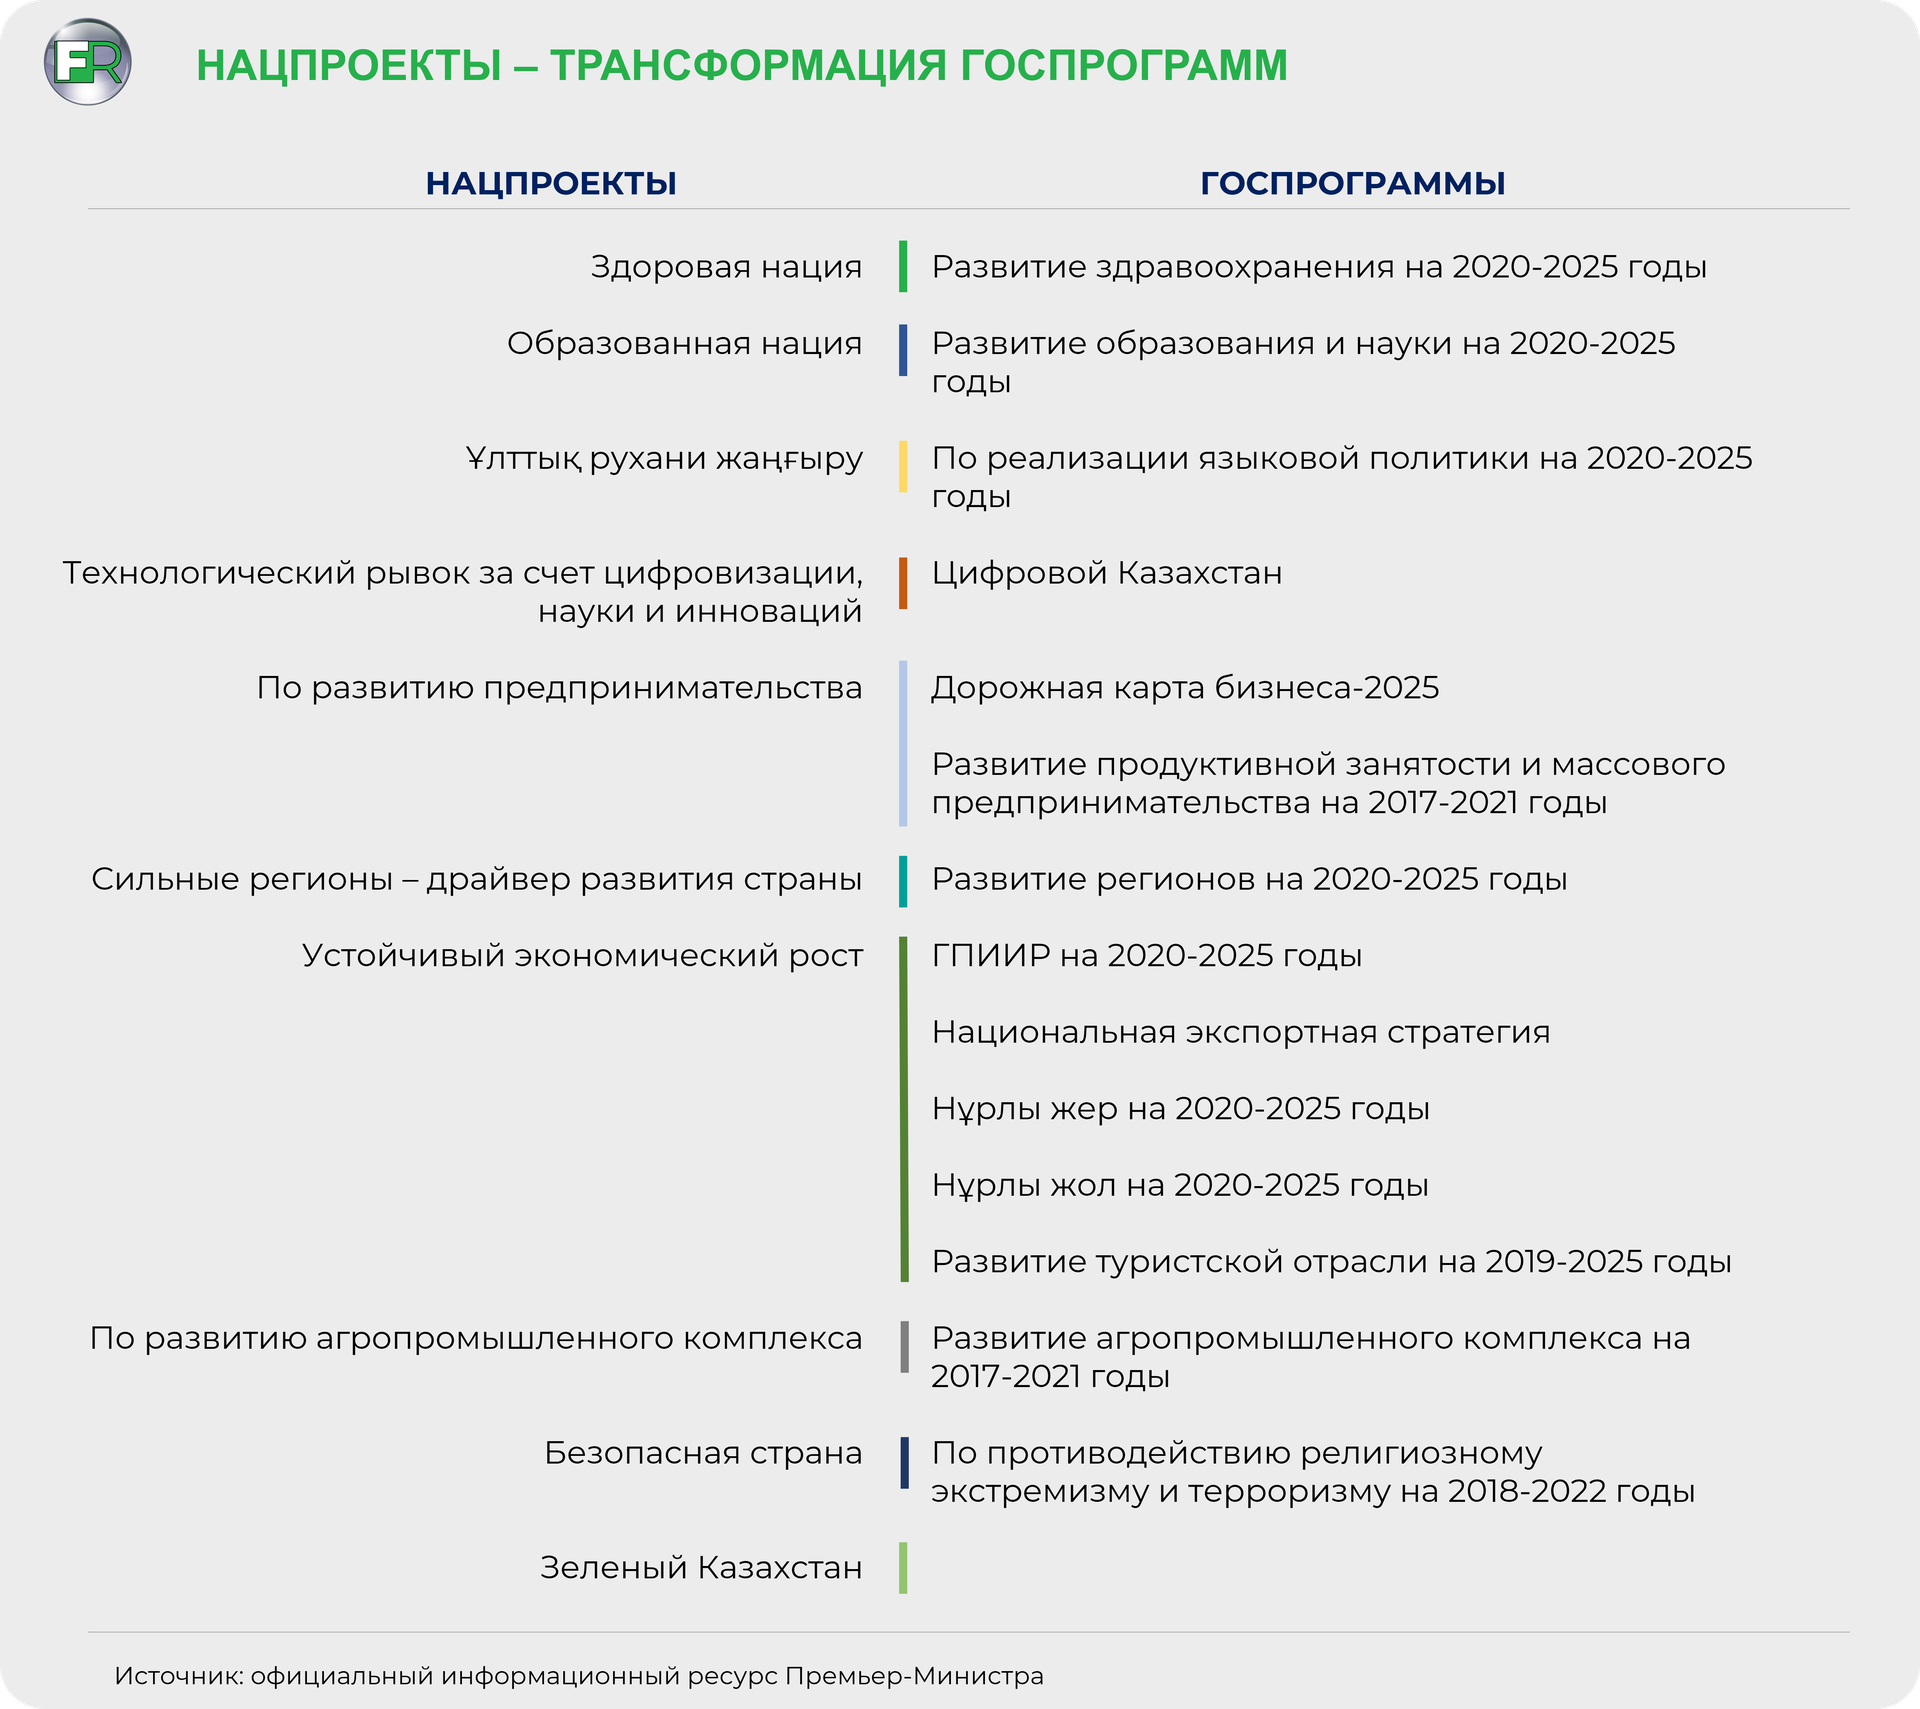 FR
НАЦПРОЕКТЫ – ТРАНСФОРМАЦИЯ ГОСПРОГРАММ
НАЦПРОЕКТЫ
ГОСПРОГРАММЫ
Здоровая нация
Развитие здравоохранения на 2020-2025 годы
Образованная нация
Развитие образования и науки на 2020-2025
годы
Ұлттық рухани жаңғыру
По реализации языковой политики на 2020-2025
годы
Технологический рывок за счет цифровизации,
науки и инноваций
Цифровой Казахстан
По развитию предпринимательства
Дорожная карта бизнеса-2025
Развитие продуктивной занятости и массового
предпринимательства на 2017-2021 годы
Сильные регионы – драйвер развития страны
Развитие регионов на 2020-2025 годы
Устойчивый экономический рост
ГПИИР на 2020-2025 годы
Национальная экспортная стратегия
Нұрлы жер на 2020-2025 годы
Нұрлы жол на 2020-2025 годы
Развитие туристской отрасли на 2019-2025 годы
По развитию агропромышленного комплекса
Развитие агропромышленного комплекса на
2017-2021 годы
Безопасная страна
По противодействию религиозному
экстремизму и терроризму на 2018-2022 годы
Зеленый Казахстан
Источник: официальный информационный ресурс Премьер-Министра